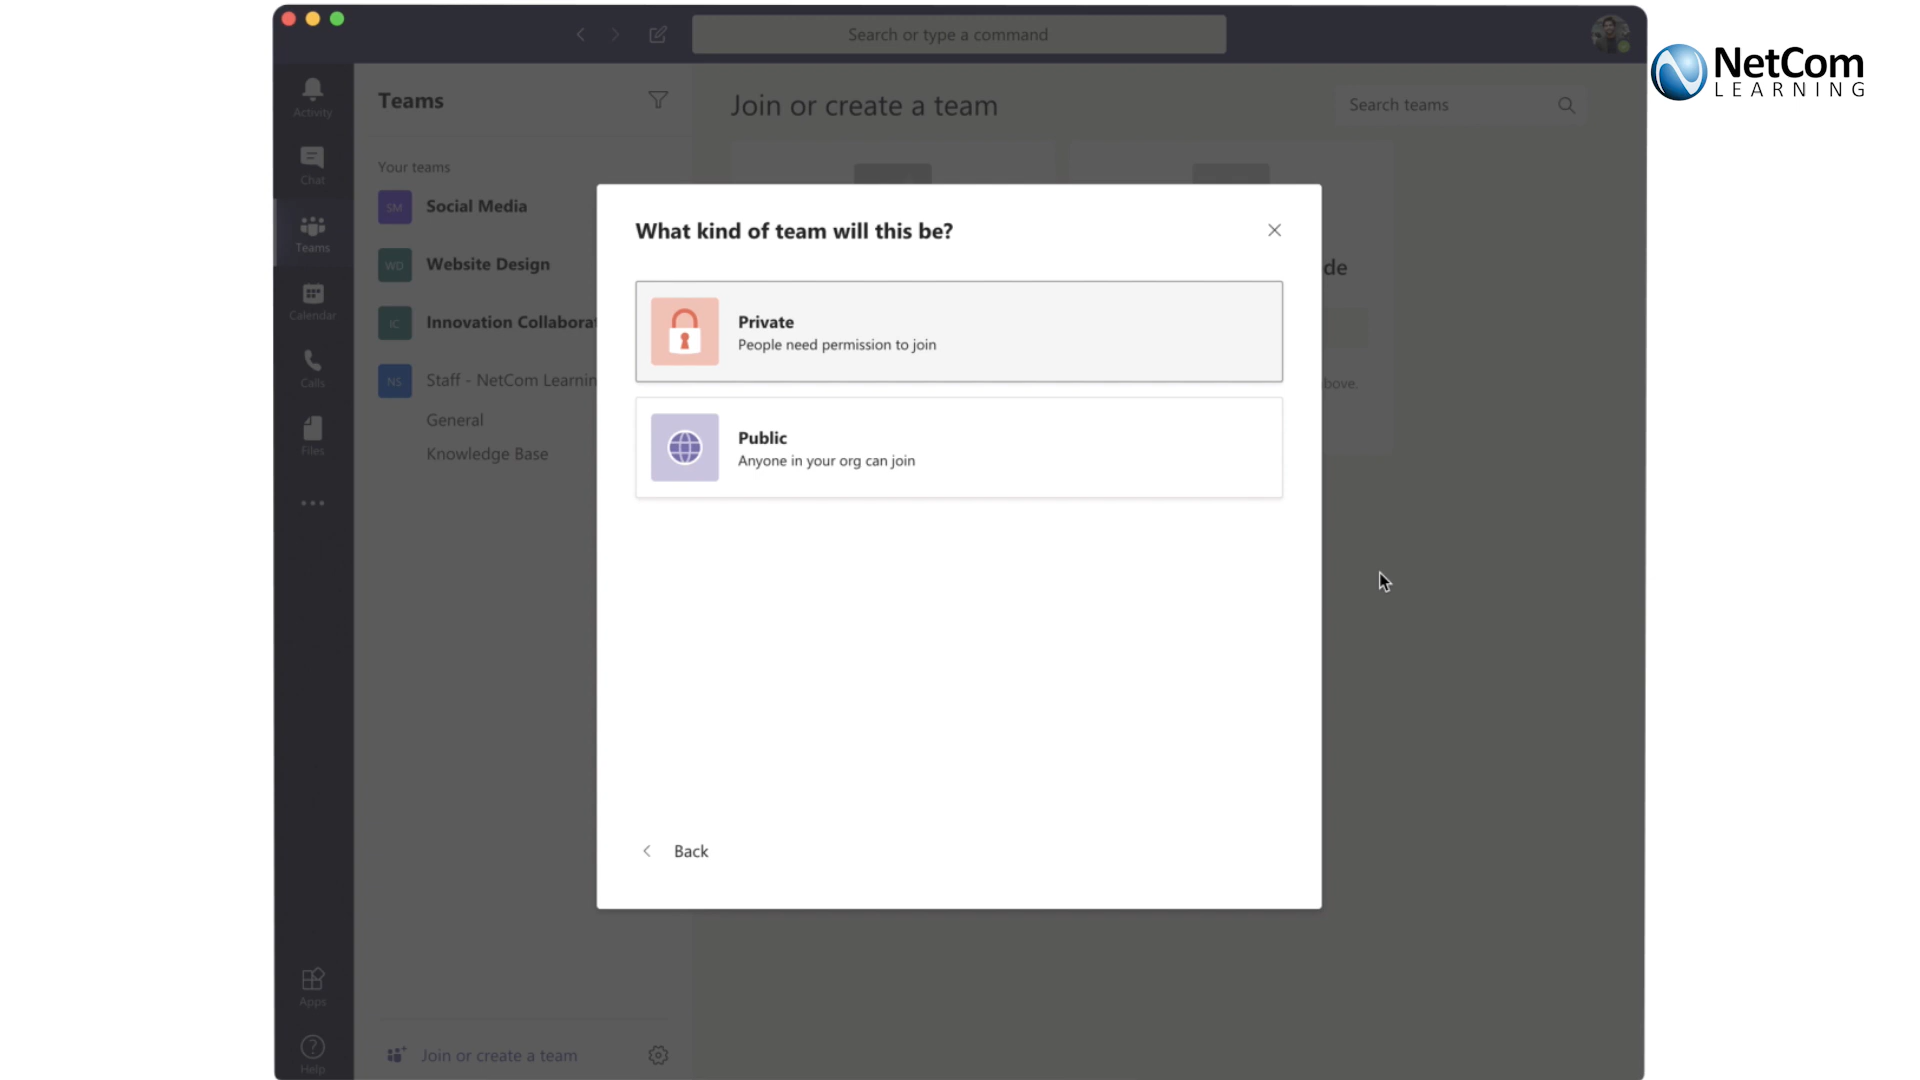 Search or type a command
NetCom
LEARNING
Activity
Chat
Teams
Calendar
Calls
Files
Apps
Help
Teams
Your teams
SM Social Media
WD Website Design
IC Innovation Collaborat
NS Staff - NetCom Learnin
General
Knowledge Base
Join or create a team
Join or create a team
Search teams
de
bove.
What kind of team will this be?
Private
People need permission to join
Public
Anyone in your org can join
Back